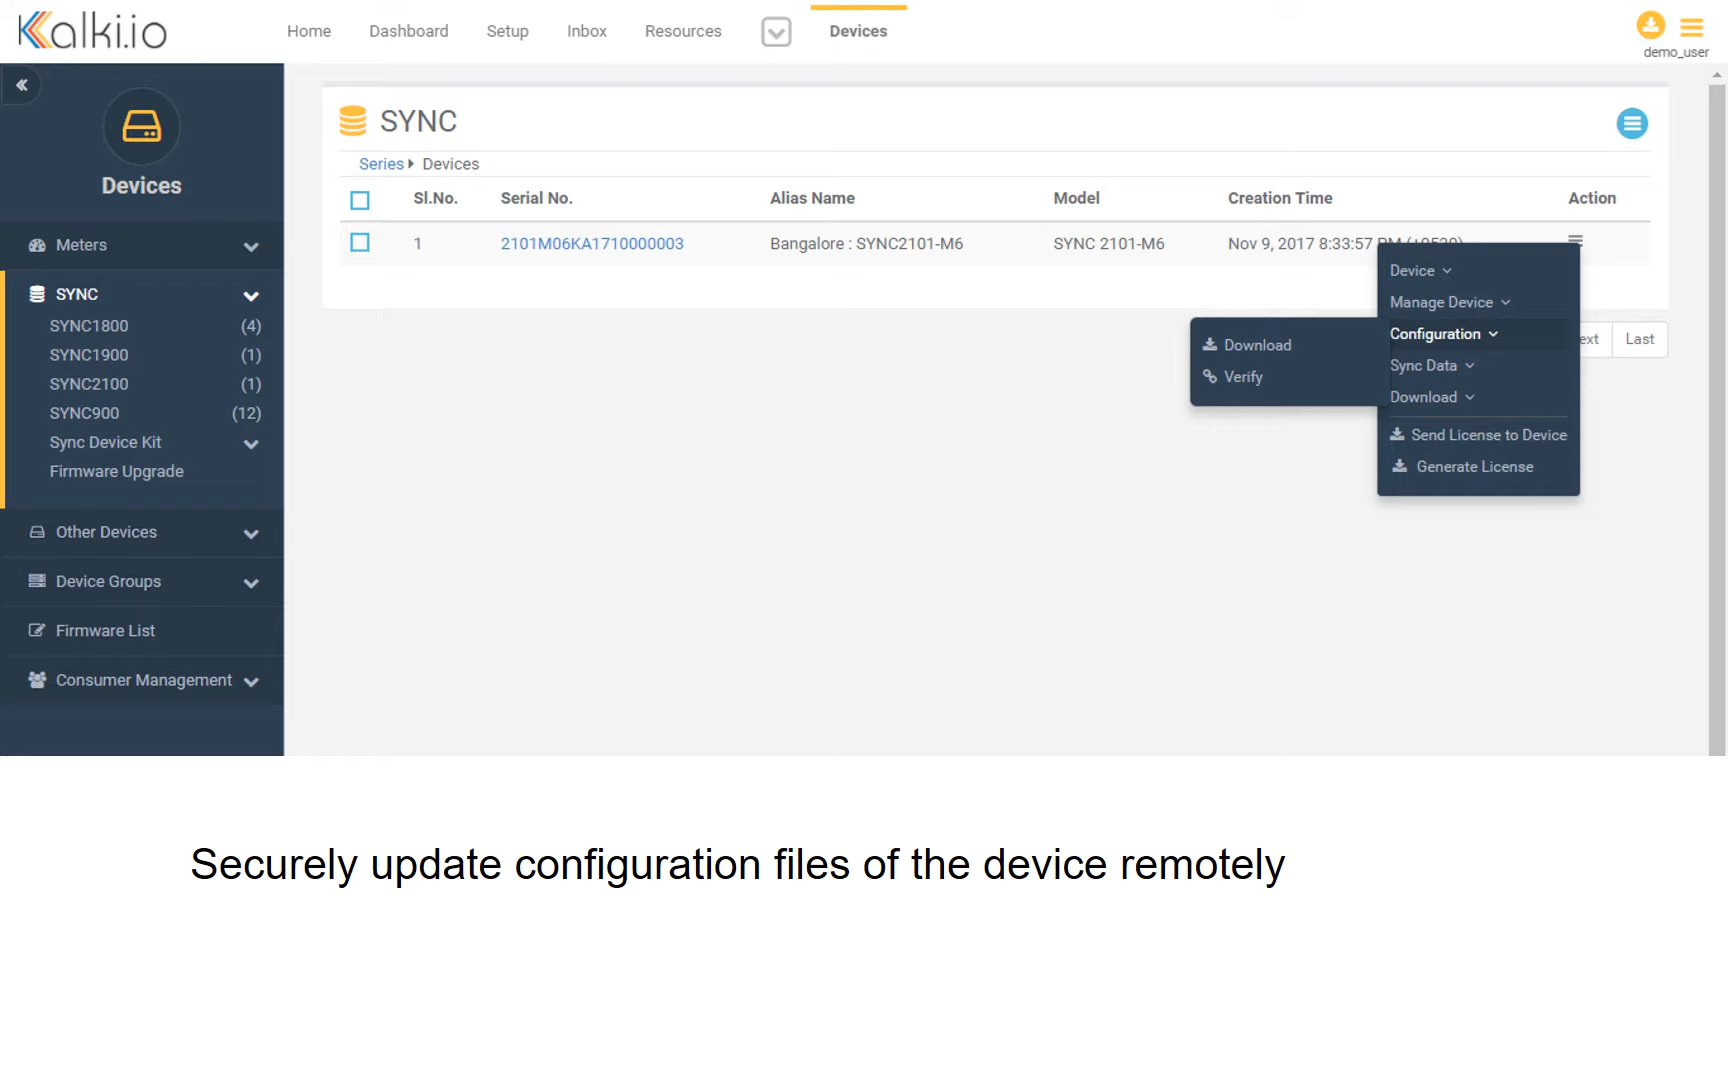 Kalki.io
Home Dashboard Setup Inbox Resources Devices
demo_user
Devices
Meters
SYNC
SYNC1800 (4)
SYNC1900 (1)
SYNC2100 (1)
SYNC900 (12)
Sync Device Kit
Firmware Upgrade
Other Devices
Device Groups
Firmware List
Consumer Management
SYNC
Series Devices
Sl.No. Serial No. Alias Name Model Creation Time Action
1 2101M06KA1710000003 Bangalore : SYNC2101-M6 SYNC 2101-M6 Nov 9, 2017 8:33:57 PM (+0530)
Device
Manage Device
Configuration
Sync Data
Download
Send License to Device
Generate License
Download
Verify
Last
Securely update configuration files of the device remotely